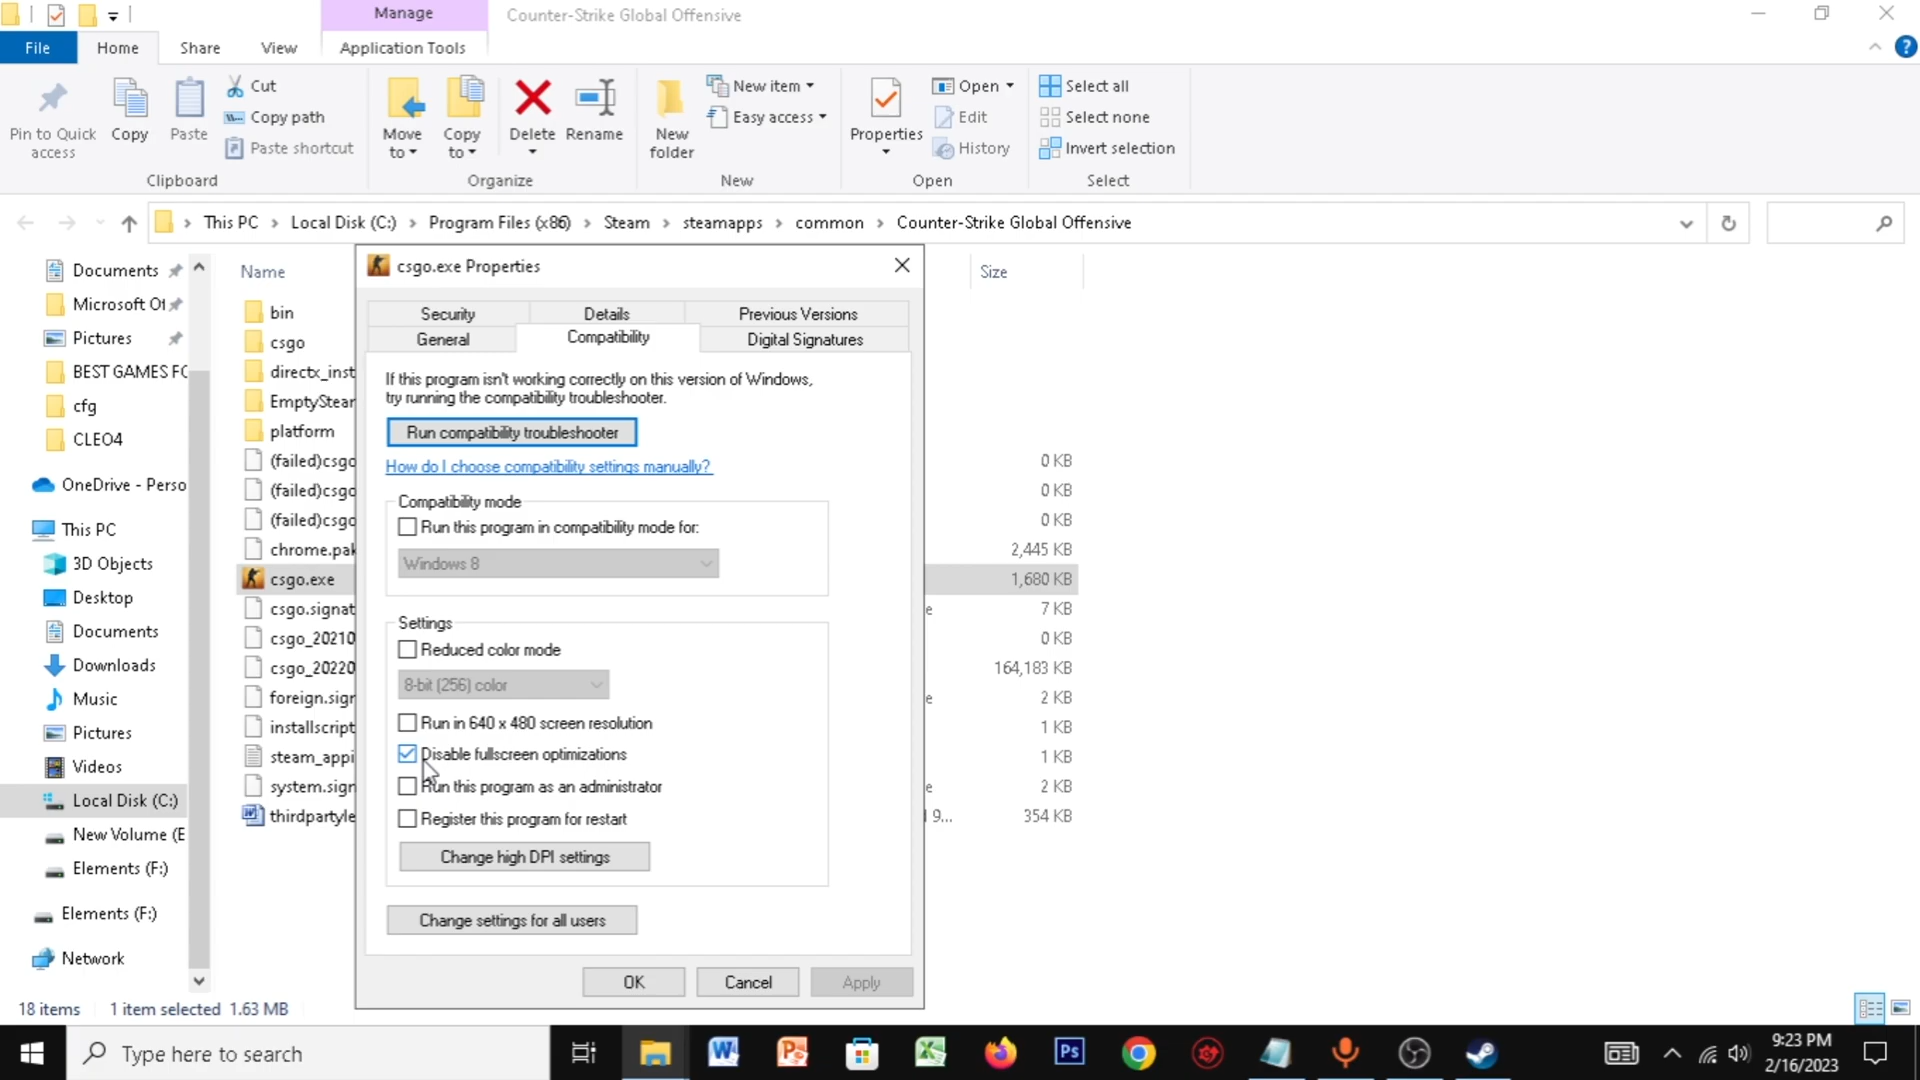 Manage
Counter-Strike Global Offensive
File
Home
Share
View
Application Tools
Pin to Quick access
Copy
Paste
Cut
Copy path
Paste shortcut
Clipboard
Move to
Copy to
Delete
Rename
Organize
New folder
New item
Easy access
New
Properties
Open
Edit
History
Open
Select all
Select none
Invert selection
Select
This PC > Local Disk (C:) > Program Files (x86) > Steam > steamapps > common > Counter-Strike Global Offensive
Documents
Microsoft Of
Pictures
BEST GAMES FO
cfg
CLEO4
OneDrive - Perso
This PC
3D Objects
Desktop
Documents
Downloads
Music
Pictures
Videos
Local Disk (C:)
New Volume (E
Elements (F:)
Elements (F:)
Network
Name
Size
bin
csgo
directx_inst
EmptyStear
platform
(failed)csgo
0 KB
(failed)csgo
0 KB
(failed)csgo
0 KB
chrome.pak
2,445 KB
csgo.exe
1,680 KB
csgo.signat
e
7 KB
csgo_20210
0 KB
csgo_20220
164,183 KB
foreign.sigr
e
2 KB
installscript
1 KB
steam_appi
1 KB
system.sigr
e
2 KB
thirdpartyle
l 9...
354 KB
csgo.exe Properties
Security
Details
Previous Versions
General
Compatibility
Digital Signatures
If this program isn't working correctly on this version of Windows,
try running the compatibility troubleshooter.
Run compatibility troubleshooter
How do I choose compatibility settings manually?
Compatibility mode
Run this program in compatibility mode for:
Windows 8
Settings
Reduced color mode
8-bit (256) color
Run in 640 x 480 screen resolution
Disable fullscreen optimizations
Run this program as an administrator
Register this program for restart
Change high DPI settings
Change settings for all users
OK
Cancel
Apply
18 items
1 item selected 1.63 MB
Type here to search
9:23 PM
2/16/2023